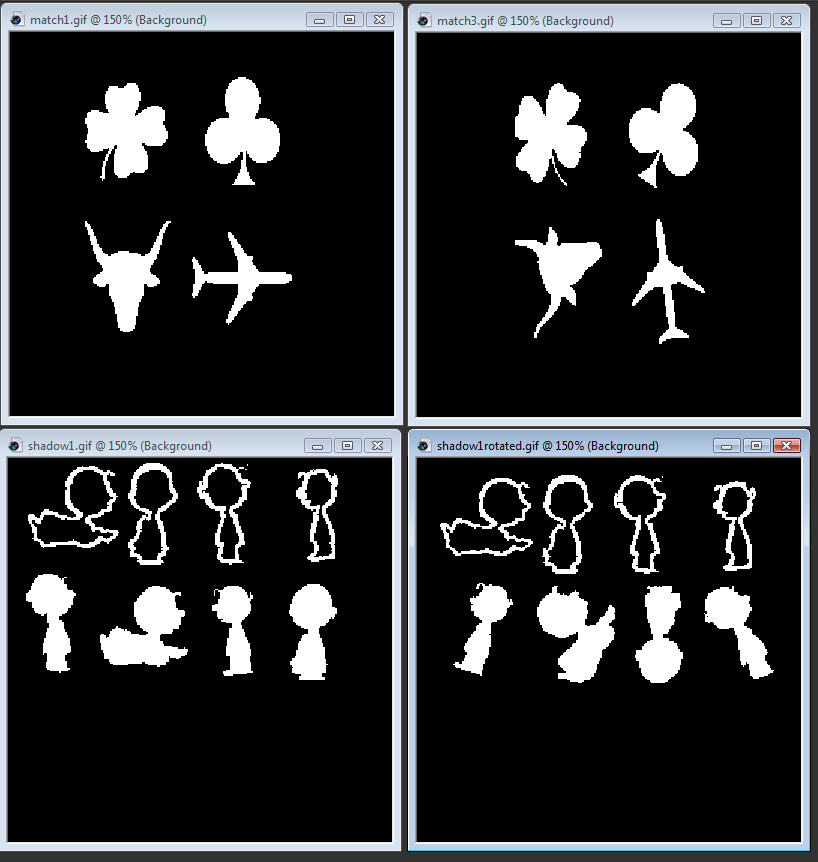 match1.gif @ 150% (Background)
match3.gif @ 150% (Background)
shadow1.gif @ 150% (Background)
shadow1rotated.gif @ 150% (Background)